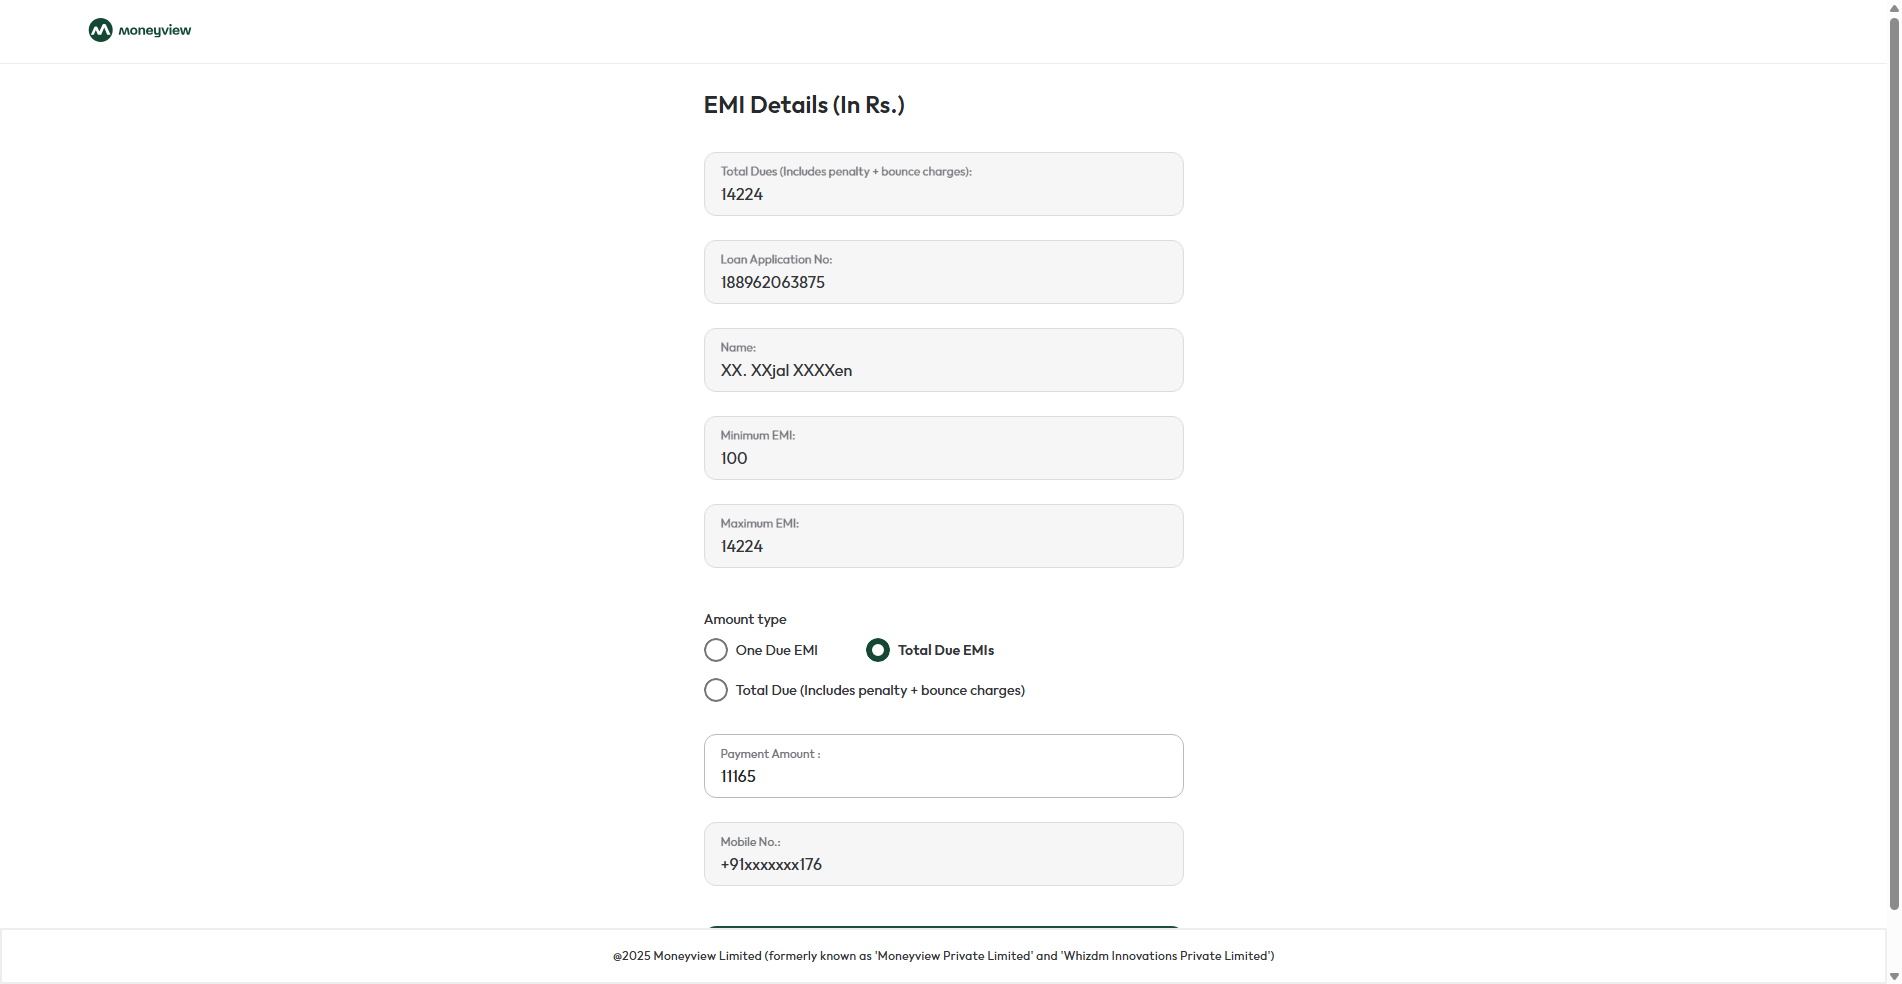 moneyview
EMI Details (In Rs.)
Total Dues (Includes penalty + bounce charges):
14224
Loan Application No:
188962063875
Name:
XX. XXjal XXXXen
Minimum EMI:
100
Maximum EMI:
14224
Amount type
One Due EMI
Total Due EMIs
Total Due (Includes penalty + bounce charges)
Payment Amount :
11165
Mobile No.:
+91xxxxxxx176
@2025 Moneyview Limited (formerly known as 'Moneyview Private Limited' and 'Whizdm Innovations Private Limited')